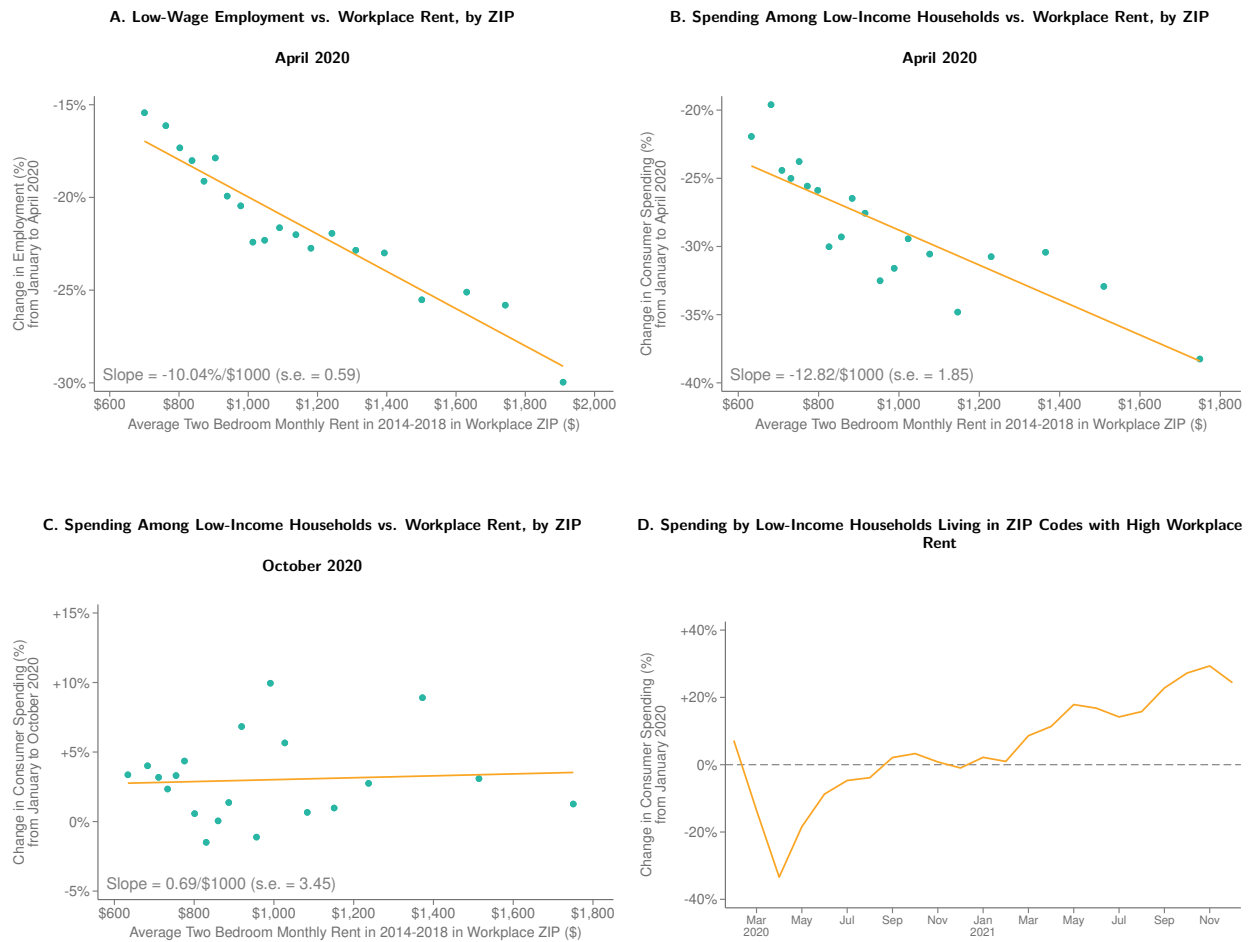 A. Low-Wage Employment vs. Workplace Rent, by ZIP
April 2020
Change in Employment (%)
from January to April 2020
-15%
-20%
-25%
-30%
Slope = -10.04%/$1000 (s.e. = 0.59)
$600 $800 $1,000 $1,200 $1,400 $1,600 $1,800 $2,000
Average Two Bedroom Monthly Rent in 2014-2018 in Workplace ZIP ($)
B. Spending Among Low-Income Households vs. Workplace Rent, by ZIP
April 2020
Change in Consumer Spending (%)
from January to April 2020
-20%
-25%
-30%
-35%
-40%
Slope = -12.82/$1000 (s.e. = 1.85)
$600 $800 $1,000 $1,200 $1,400 $1,600 $1,800
Average Two Bedroom Monthly Rent in 2014-2018 in Workplace ZIP ($)
C. Spending Among Low-Income Households vs. Workplace Rent, by ZIP
October 2020
Change in Consumer Spending (%)
from January to October 2020
+15%
+10%
+5%
0%
-5%
Slope = 0.69/$1000 (s.e. = 3.45)
$600 $800 $1,000 $1,200 $1,400 $1,600 $1,800
Average Two Bedroom Monthly Rent in 2014-2018 in Workplace ZIP ($)
D. Spending by Low-Income Households Living in ZIP Codes with High Workplace
Rent
Change in Consumer Spending (%)
from January 2020
+40%
+20%
0%
-20%
-40%
Mar May Jul Sep Nov Jan Mar May Jul Sep Nov
2020 2021